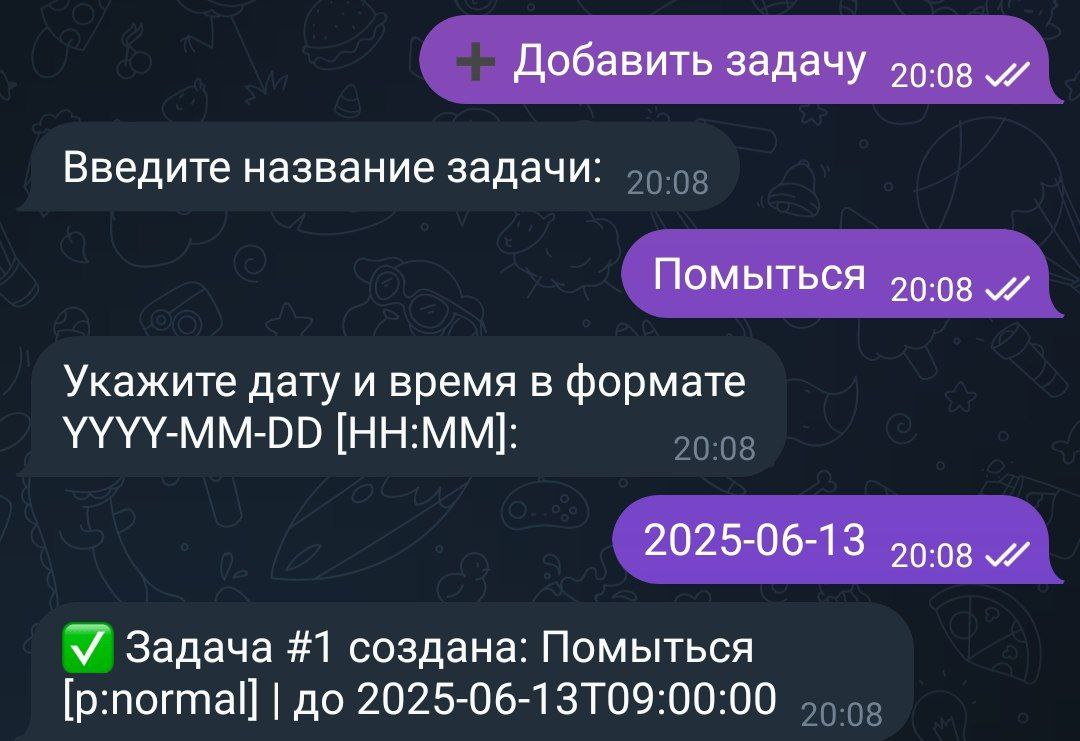 ➕ Добавить задачу 20:08
Введите название задачи: 20:08
Помыться 20:08
Укажите дату и время в формате
YYYY-MM-DD [HH:MM]: 20:08
2025-06-13 20:08
✅ Задача #1 создана: Помыться
[p:normal] | до 2025-06-13T09:00:00 20:08